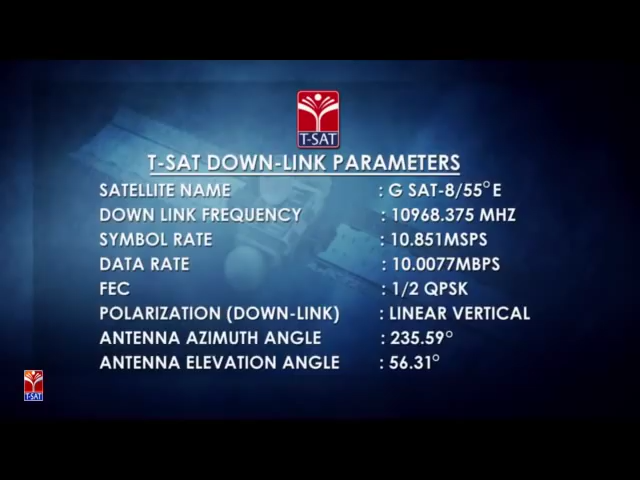 T-SAT
T-SAT DOWN-LINK PARAMETERS
SATELLITE NAME : G SAT-8/55°E
DOWN LINK FREQUENCY : 10968.375 MHZ
SYMBOL RATE : 10.851MSPS
DATA RATE : 10.0077MBPS
FEC : 1/2 QPSK
POLARIZATION (DOWN-LINK) : LINEAR VERTICAL
ANTENNA AZIMUTH ANGLE : 235.59°
ANTENNA ELEVATION ANGLE : 56.31°
T-SAT